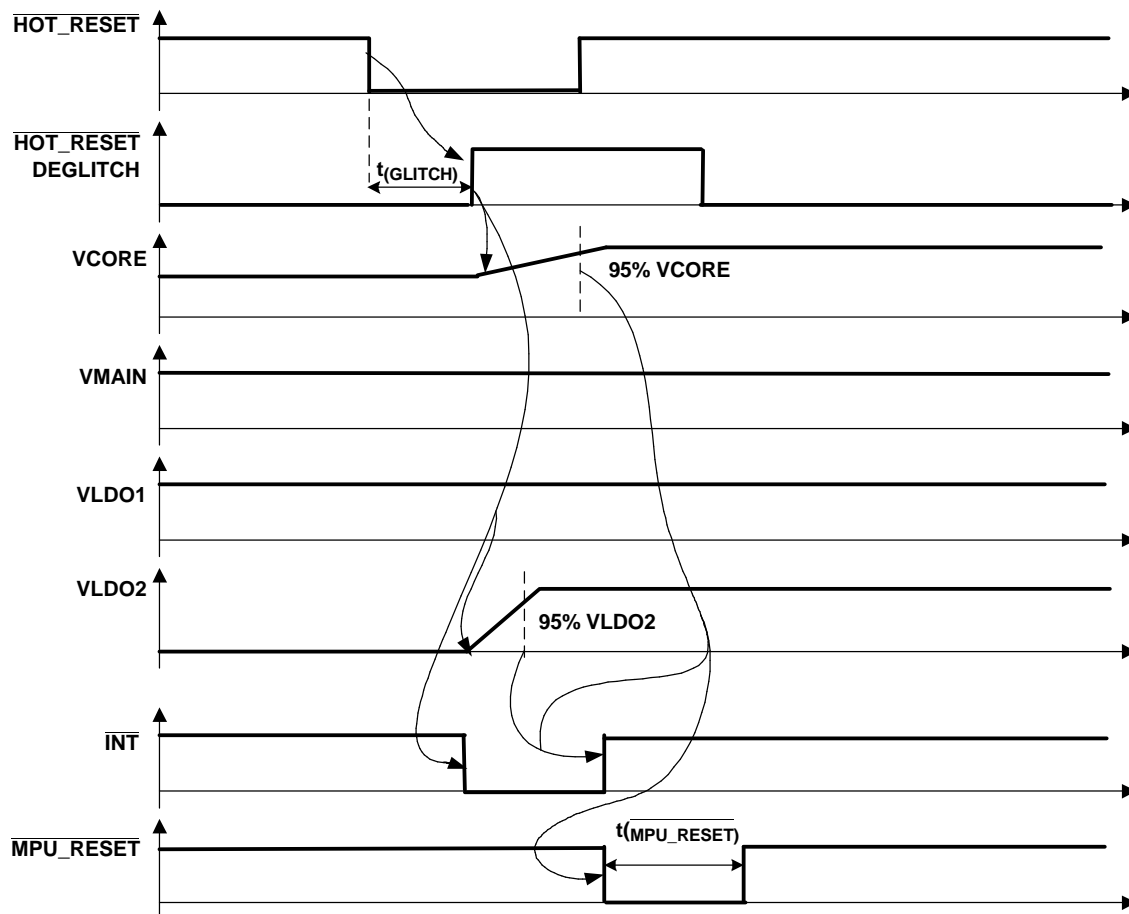 HOT_RESET
HOT_RESET
DEGLITCH
t(GLITCH)
VCORE
95% VCORE
VMAIN
VLDO1
VLDO2
95% VLDO2
INT
t(MPU_RESET)
MPU_RESET